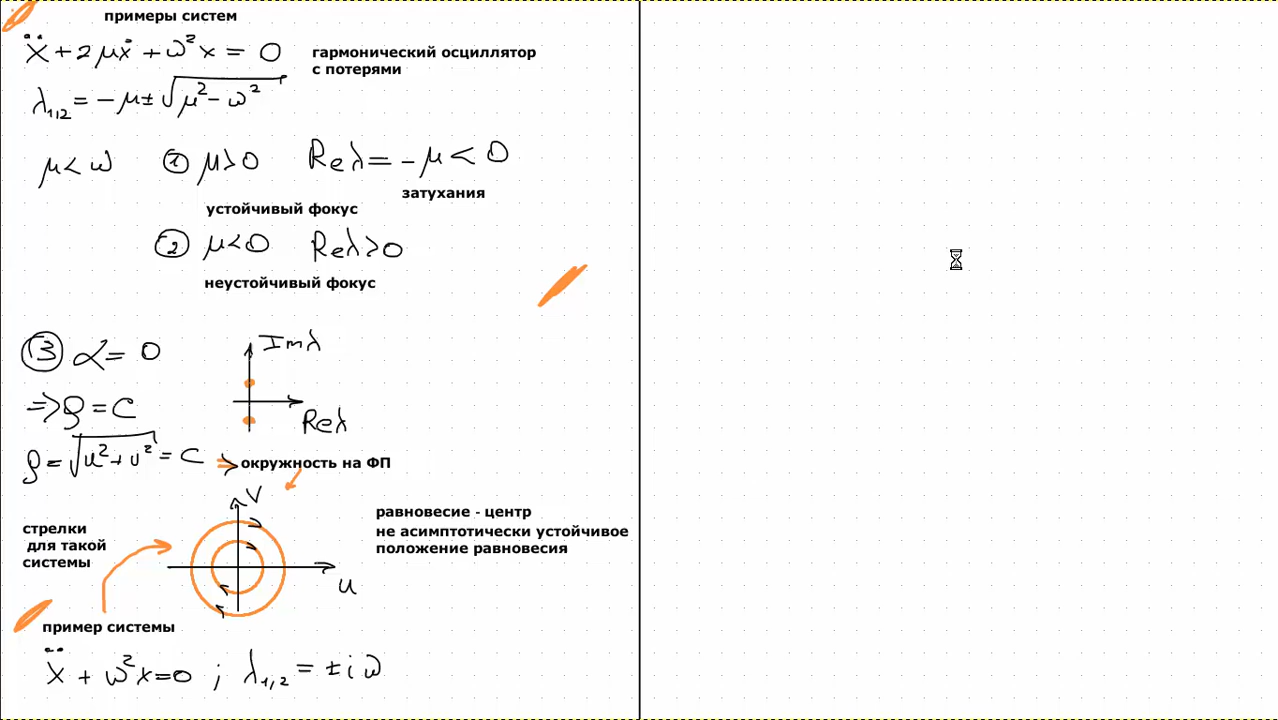 примеры систем
ẍ + 2μẋ + ω²x = 0
гармонический осциллятор
с потерями
λ₁,₂ = -μ ± √(μ² - ω²)
μ < ω ① μ > 0 Reλ = -μ < 0
затухания
устойчивый фокус
② μ < 0 Reλ > 0
неустойчивый фокус
③ α = 0
Imλ
Reλ
⇒ ρ = C
ρ = √(u² + v²) = C ⇒ окружность на ФП
V
u
равновесие - центр
не асимптотически устойчивое
положение равновесия
стрелки
для такой
системы
пример системы
ẍ + ω²x = 0 ; λ₁,₂ = ± i ω